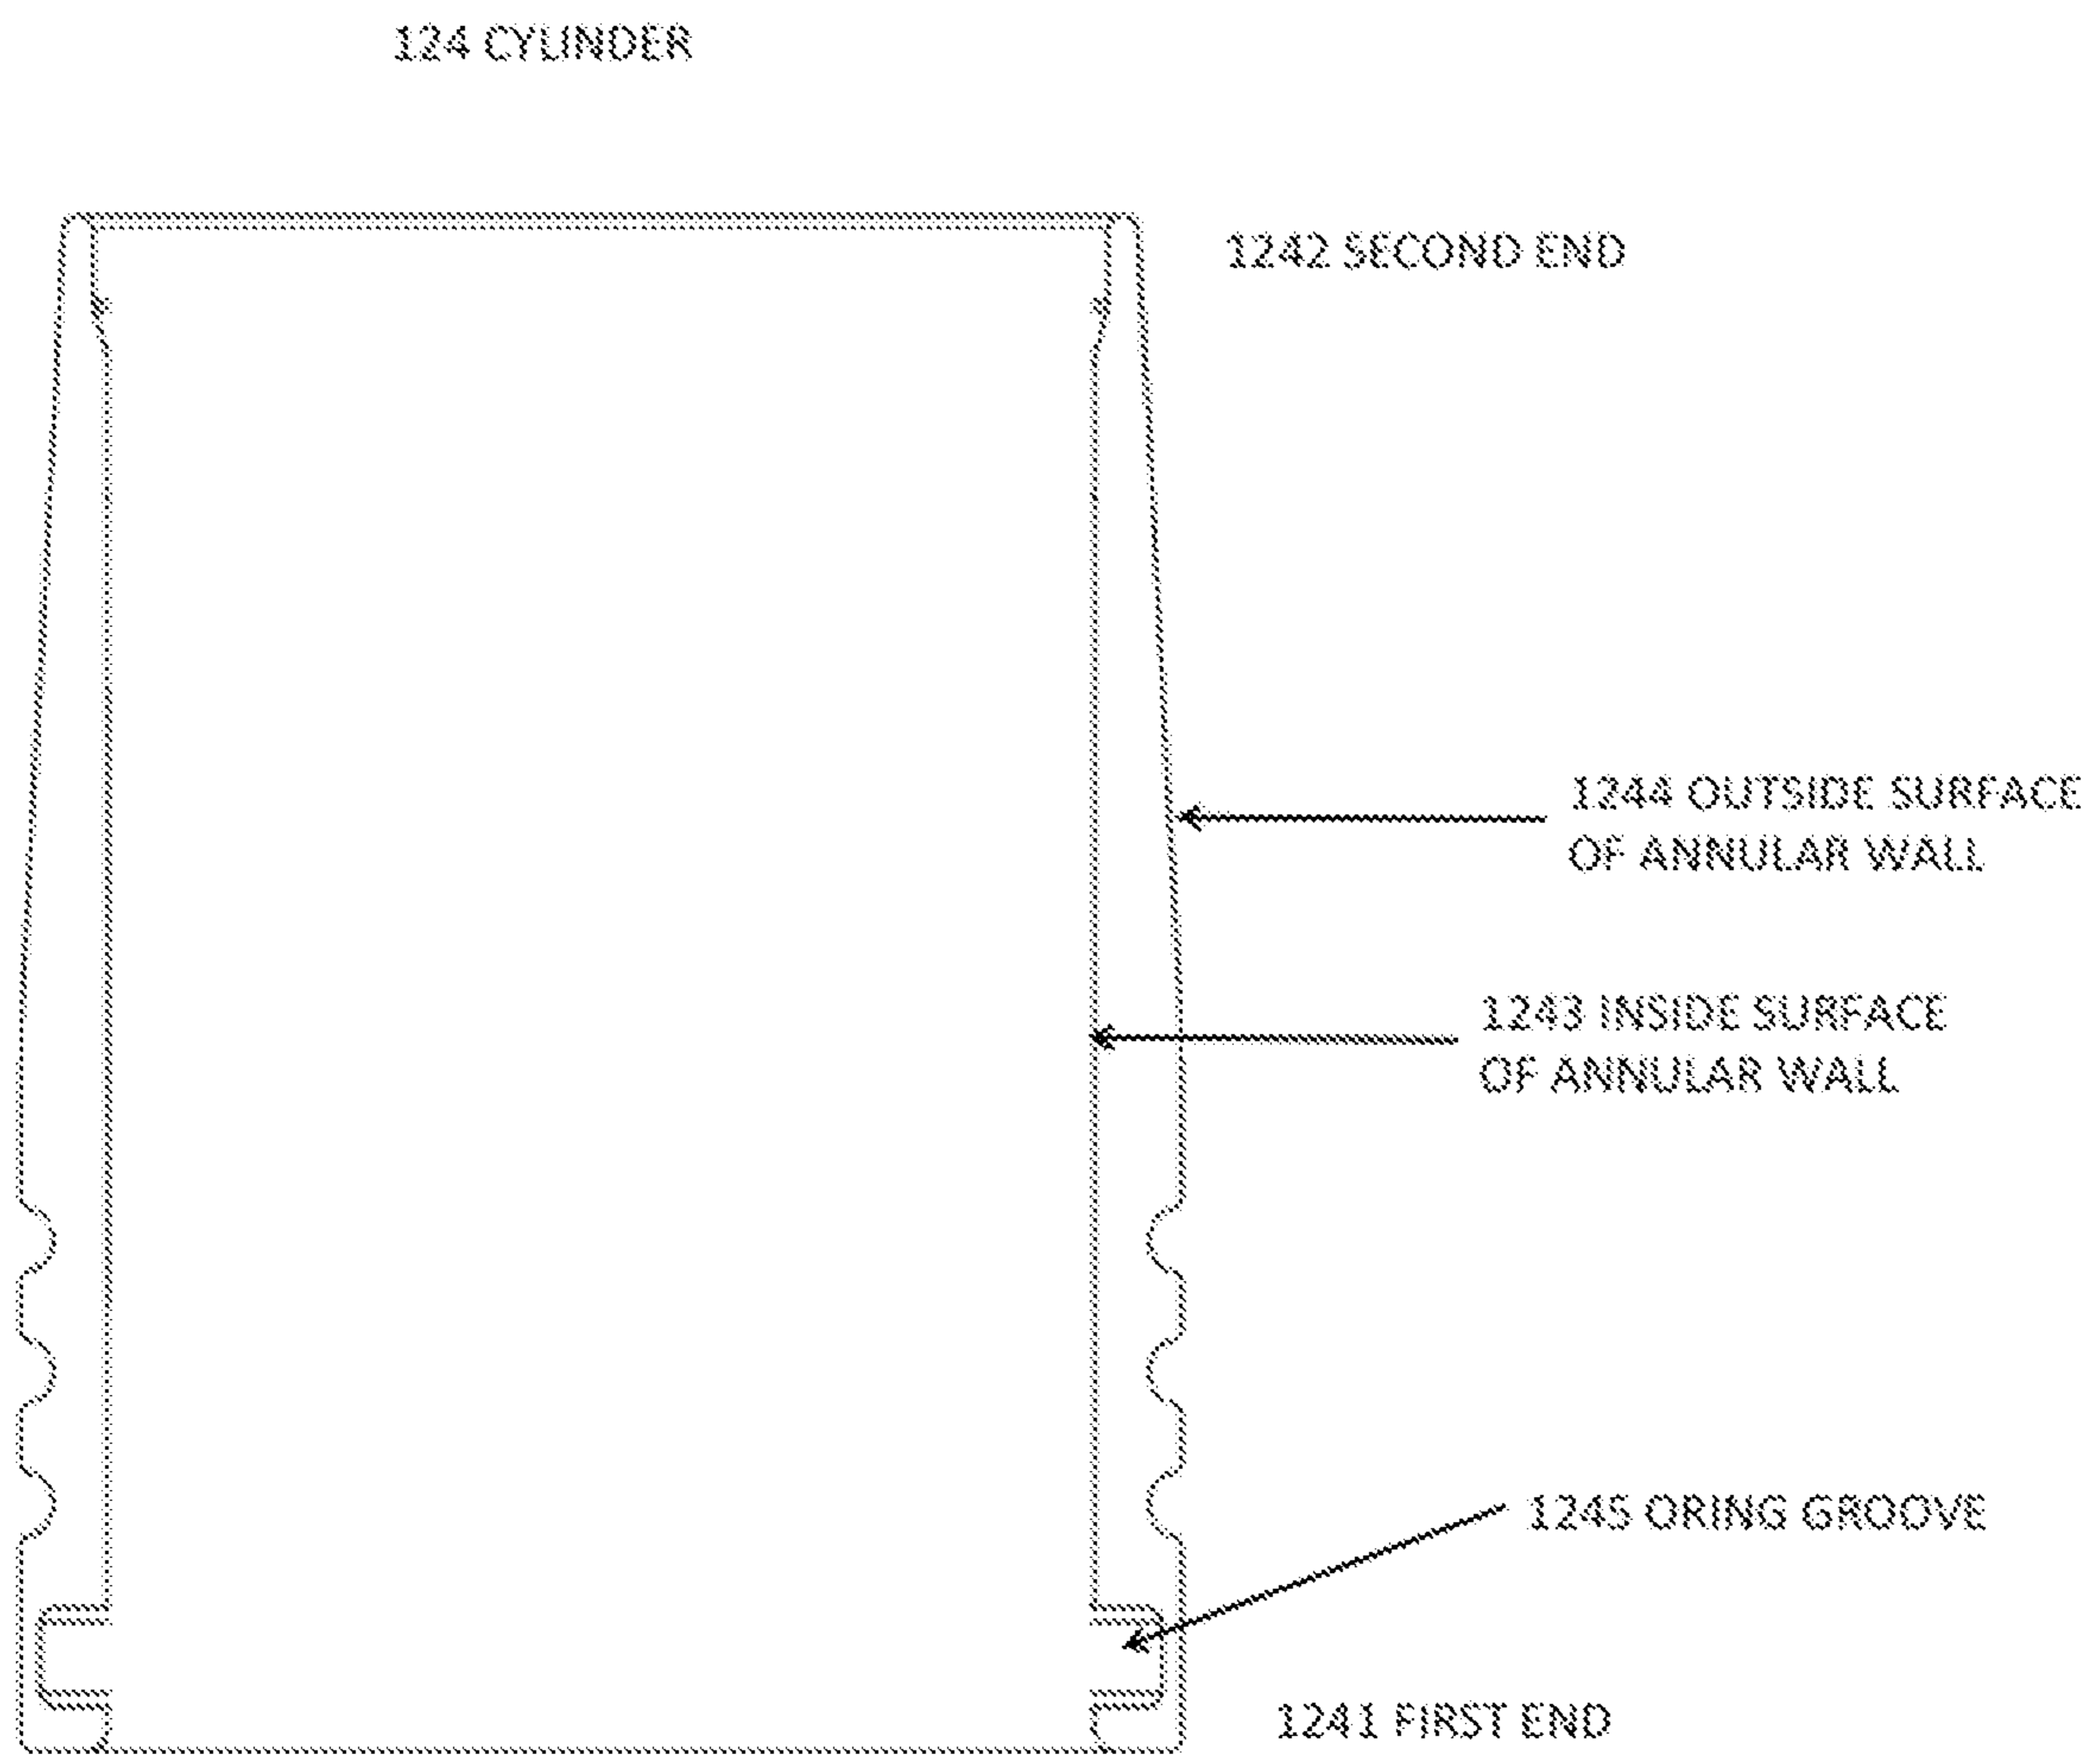 124 CYLINDER
1242 SECOND END
1244 OUTSIDE SURFACE
OF ANNULAR WALL
1243 INSIDE SURFACE
OF ANNULAR WALL
1245 ORING GROOVE
1241 FIRST END